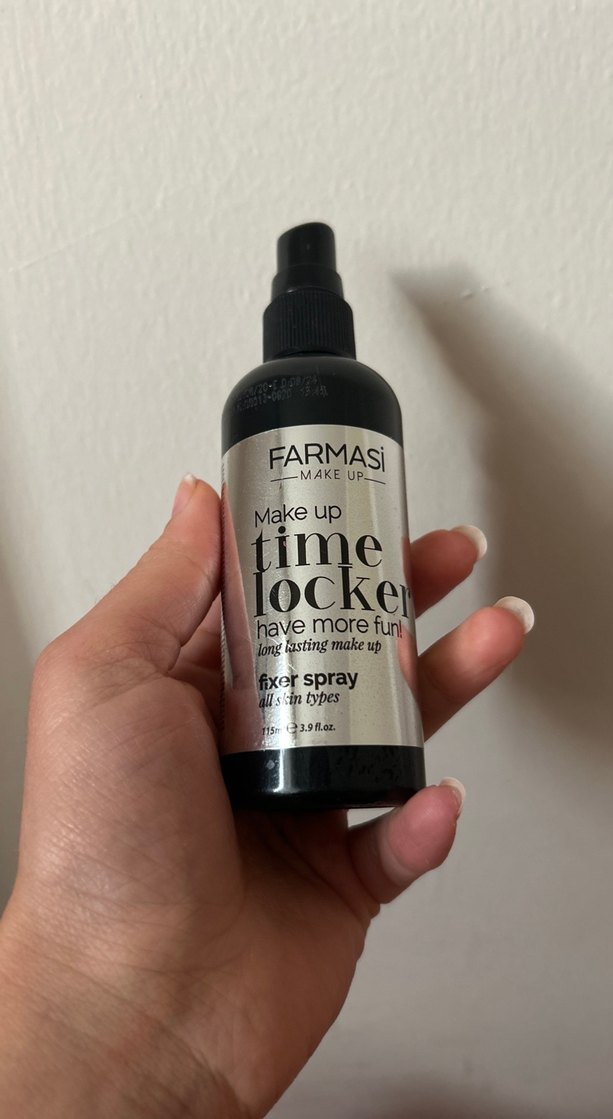 FARMASi
MAKE UP
Make up
time
locker
have more fun!
long lasting make up
fixer spray
all skin types
115m ℮ 3.9 fl.oz.